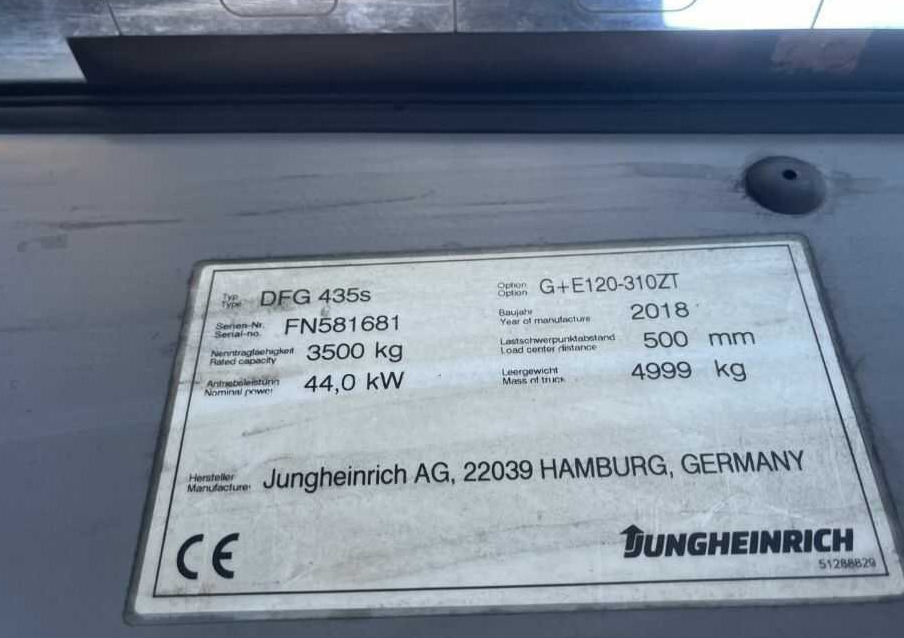 Typ DFG 435s Option G+E120-310ZT
Type Option
Serien-Nr. FN581681 Baujahr 2018
Serial-no. Year of manufacture
Nenntragfaehigkeit 3500 kg Lastschwerpunktabstand 500 mm
Rated capacity Load center distance
Antriebsleistung 44,0 kW Leergewicht 4999 kg
Nominal power Mass of truck
Hersteller Jungheinrich AG, 22039 HAMBURG, GERMANY
Manufacturer
CE JUNGHEINRICH
51288820